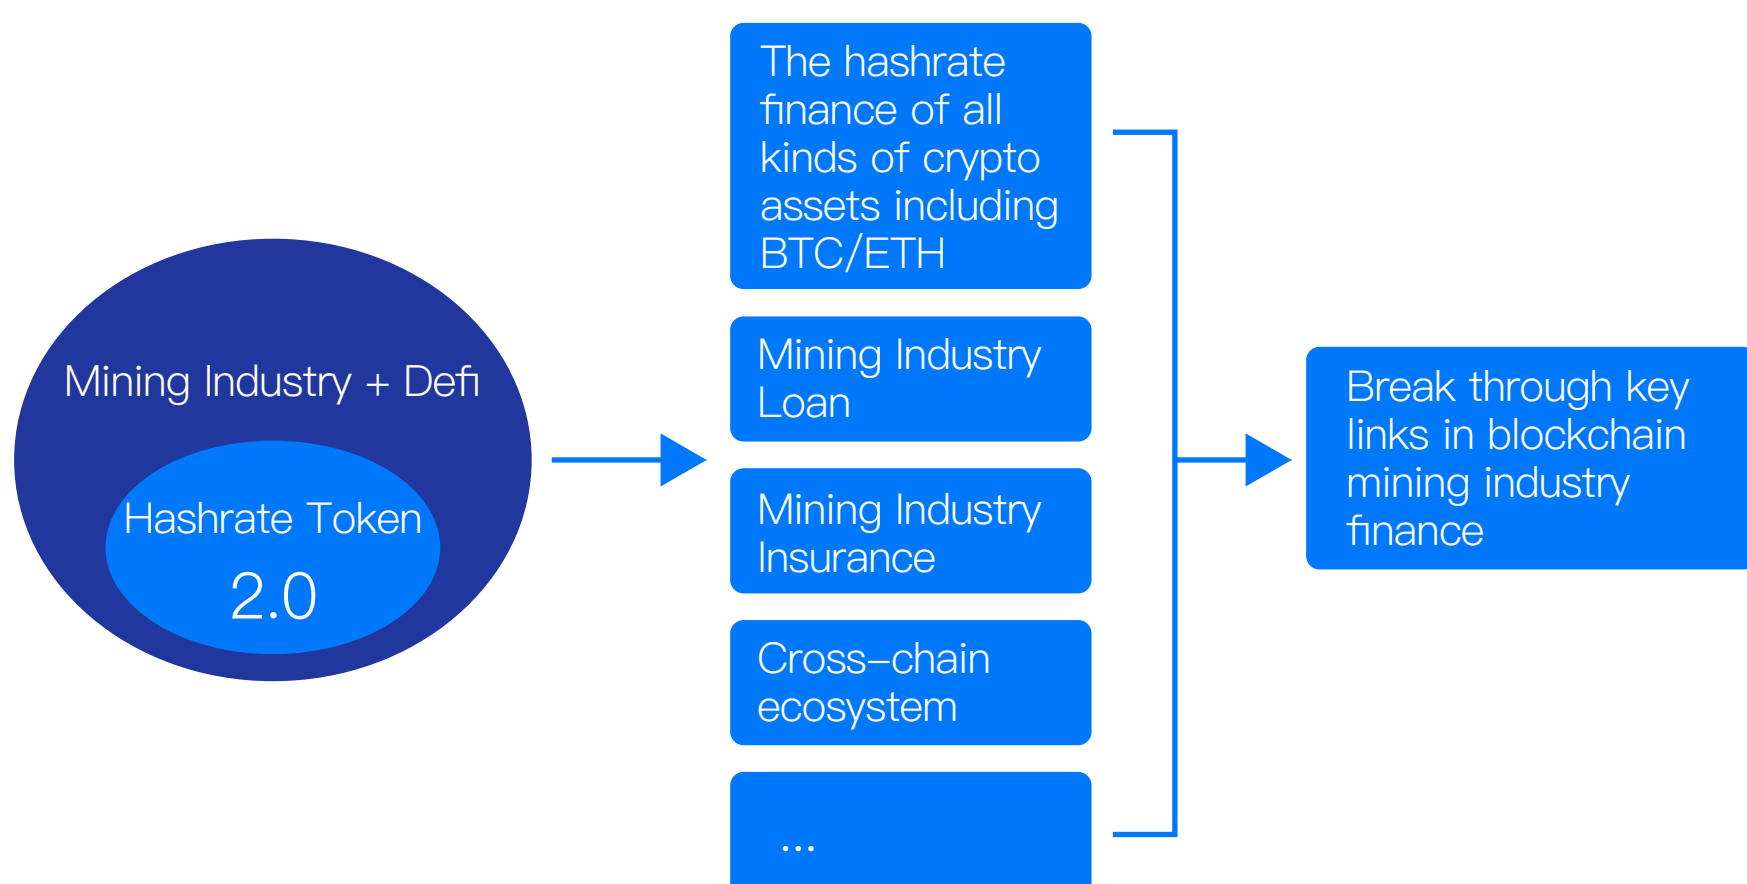 Mining Industry + Defi
Hashrate Token
2.0
The hashrate
finance of all
kinds of crypto
assets including
BTC/ETH
Mining Industry
Loan
Mining Industry
Insurance
Cross-chain
ecosystem
...
Break through key
links in blockchain
mining industry
finance